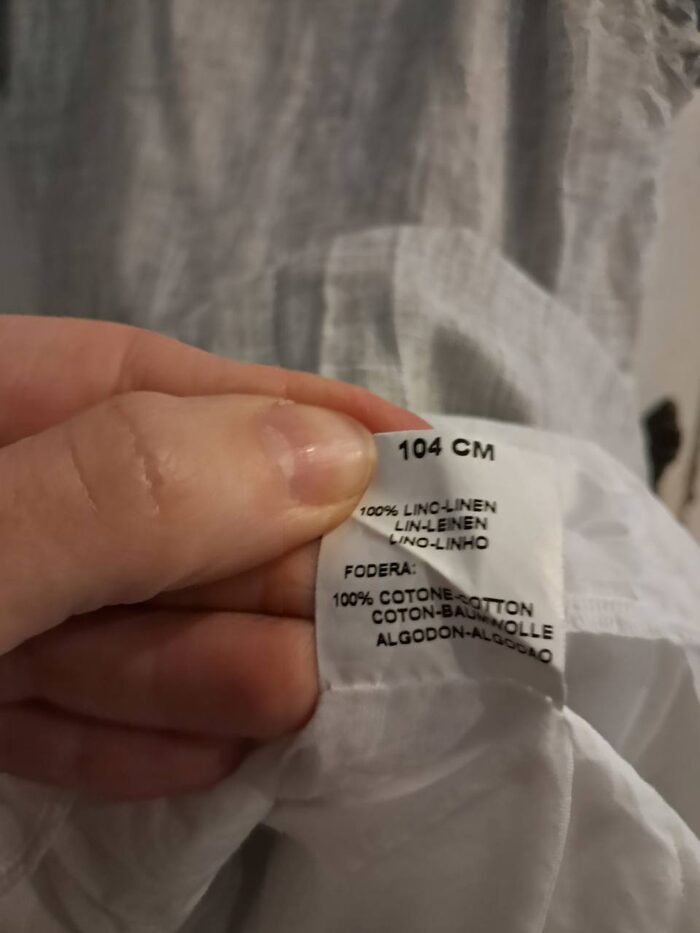 104 CM
100% LINO-LINEN
LIN-LEINEN
LINO-LINHO
FODERA:
100% COTONE-COTTON
COTON-BAUMWOLLE
ALGODON-ALGODAO